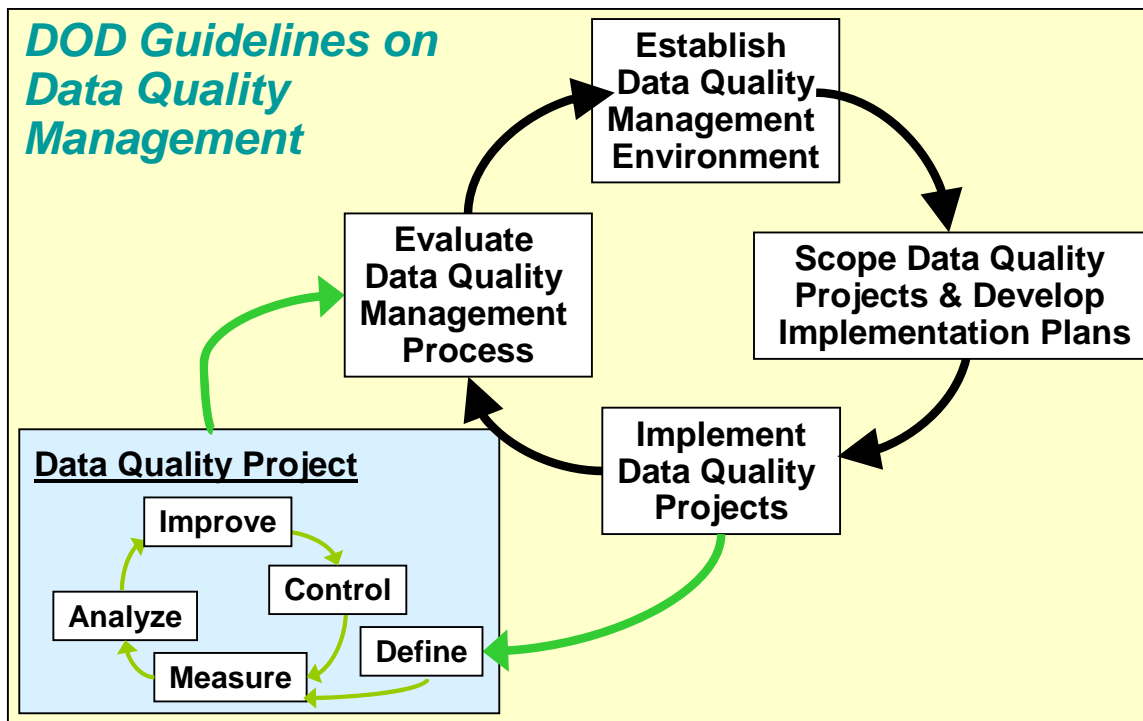 DOD Guidelines on
Data Quality
Management
Establish
Data Quality
Management
Environment
Scope Data Quality
Projects & Develop
Implementation Plans
Implement
Data Quality
Projects
Evaluate
Data Quality
Management
Process
Data Quality Project
Improve
Control
Analyze
Define
Measure